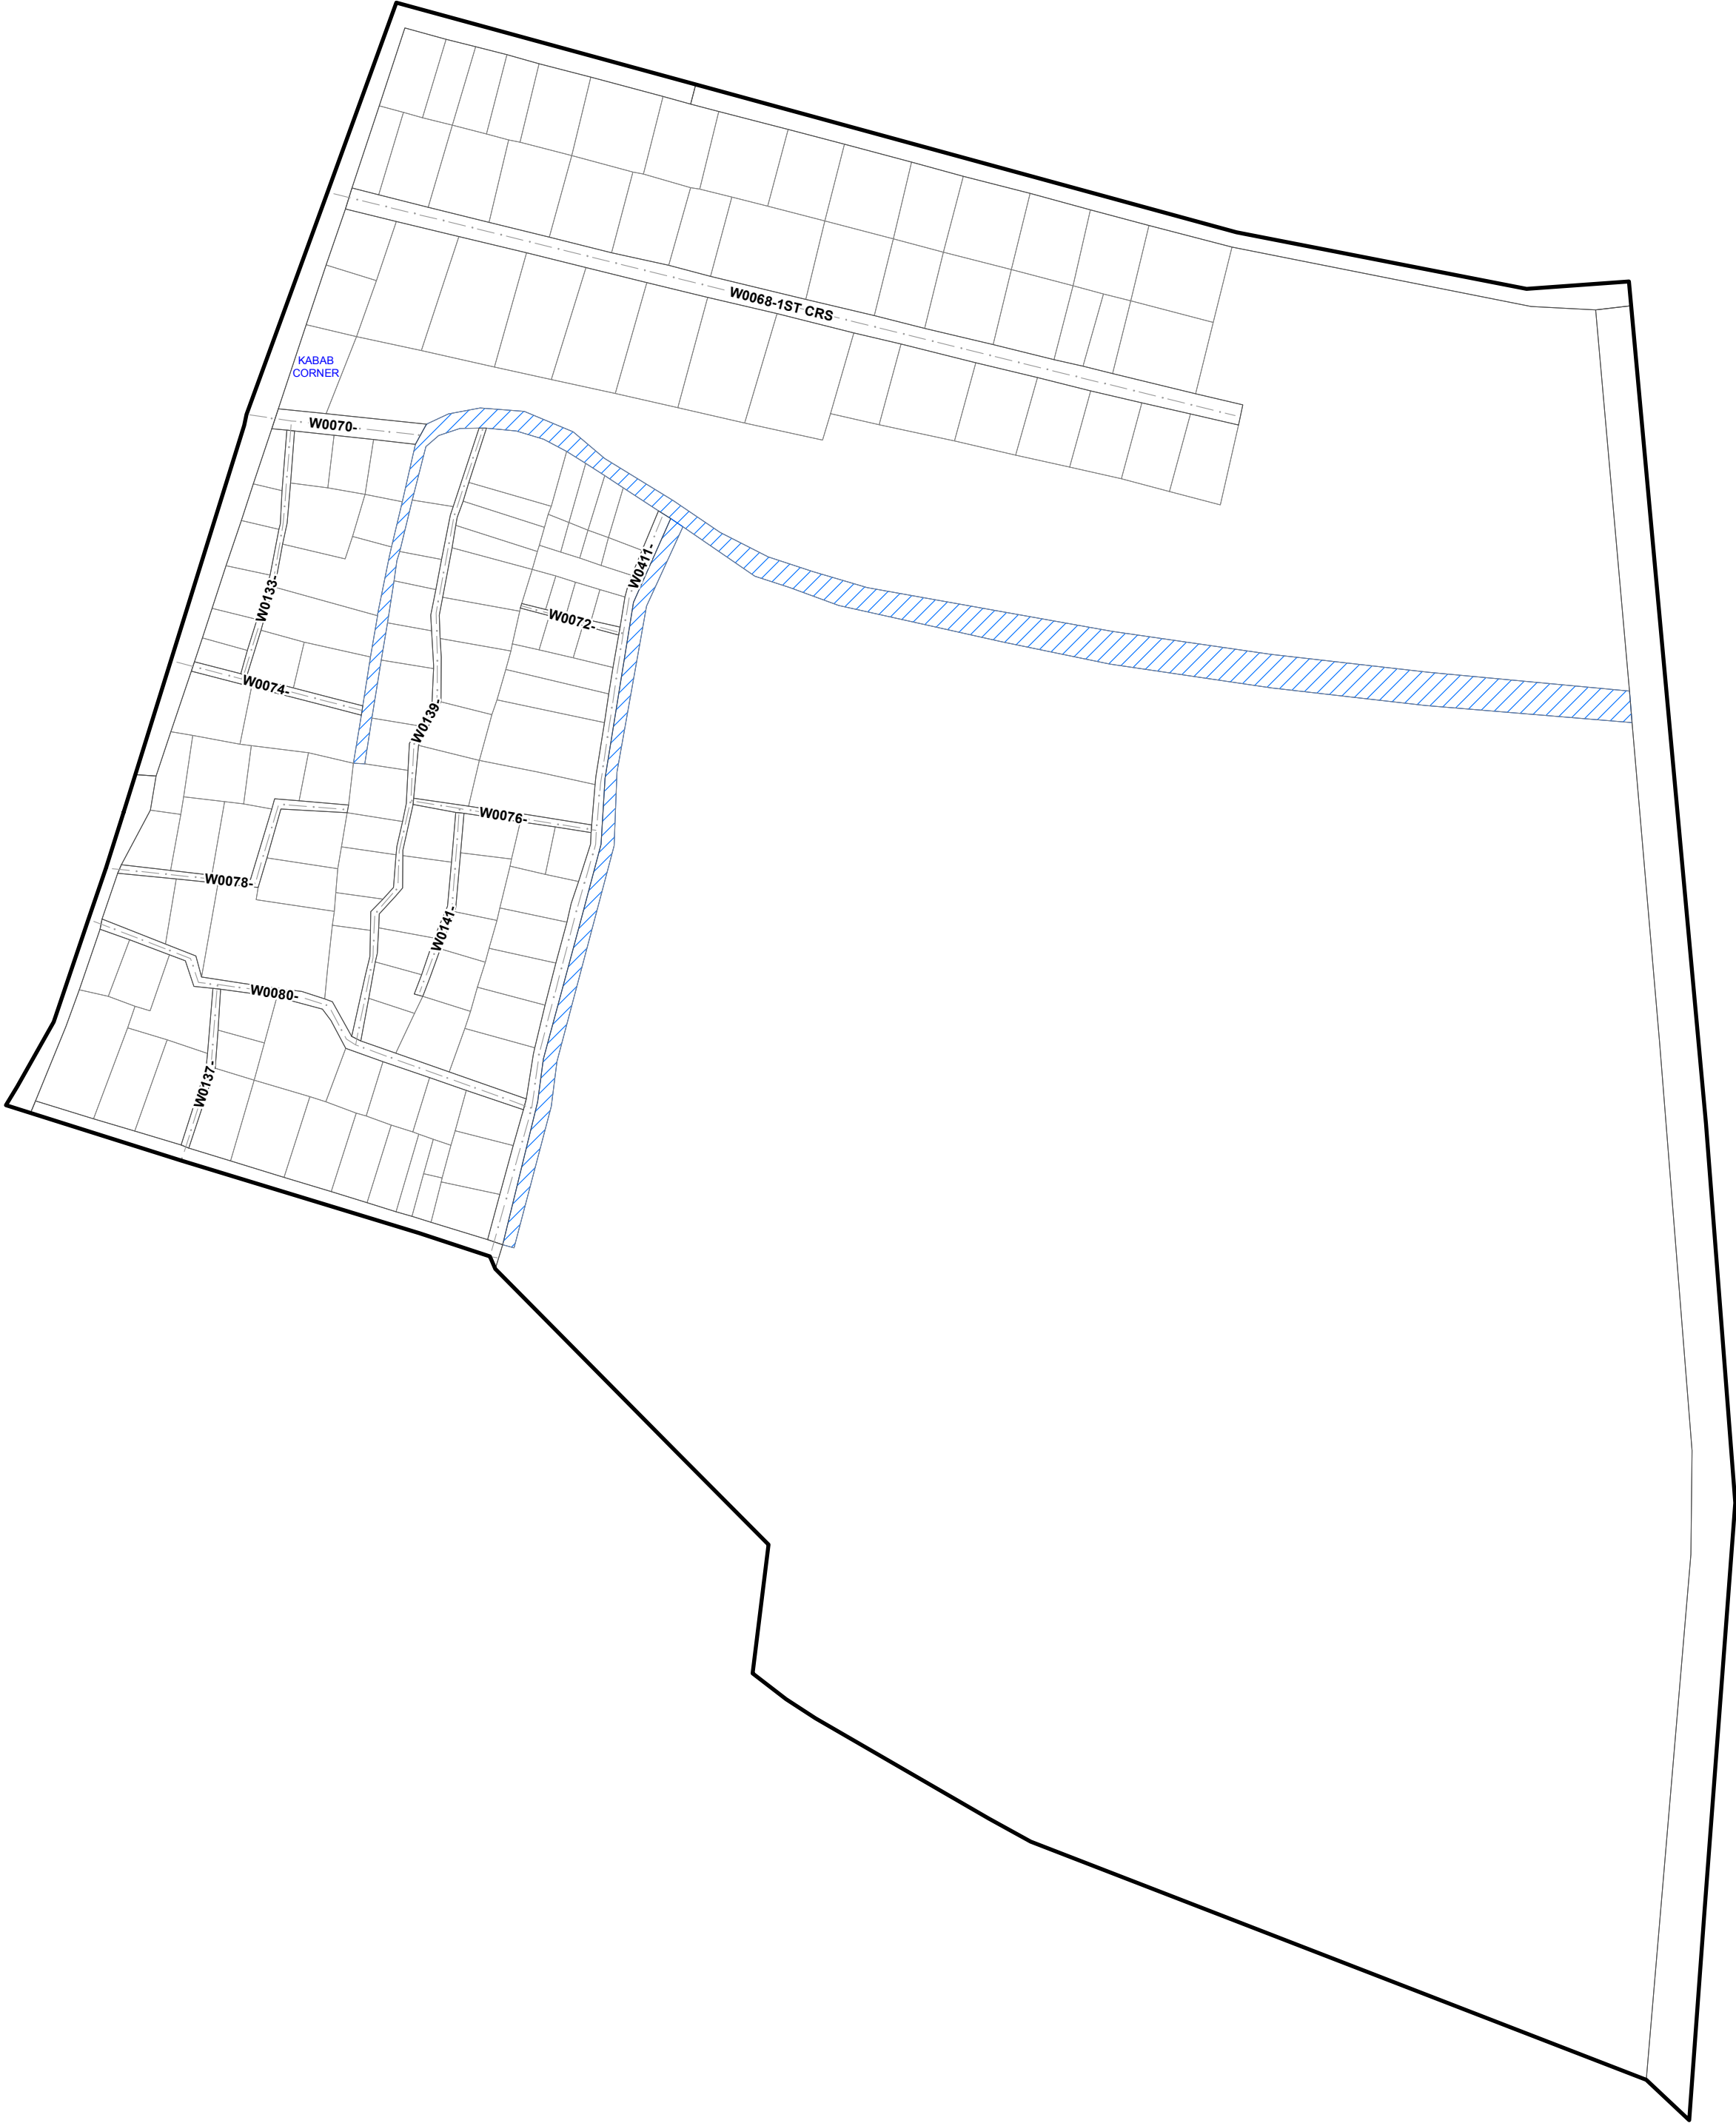 W0068-1ST CRS
KABAB
CORNER
W0070-
W0411-
W0133-
W0072-
W0074-
W0139-
W0076-
W0078-
W0141-
W0080-
W0137-